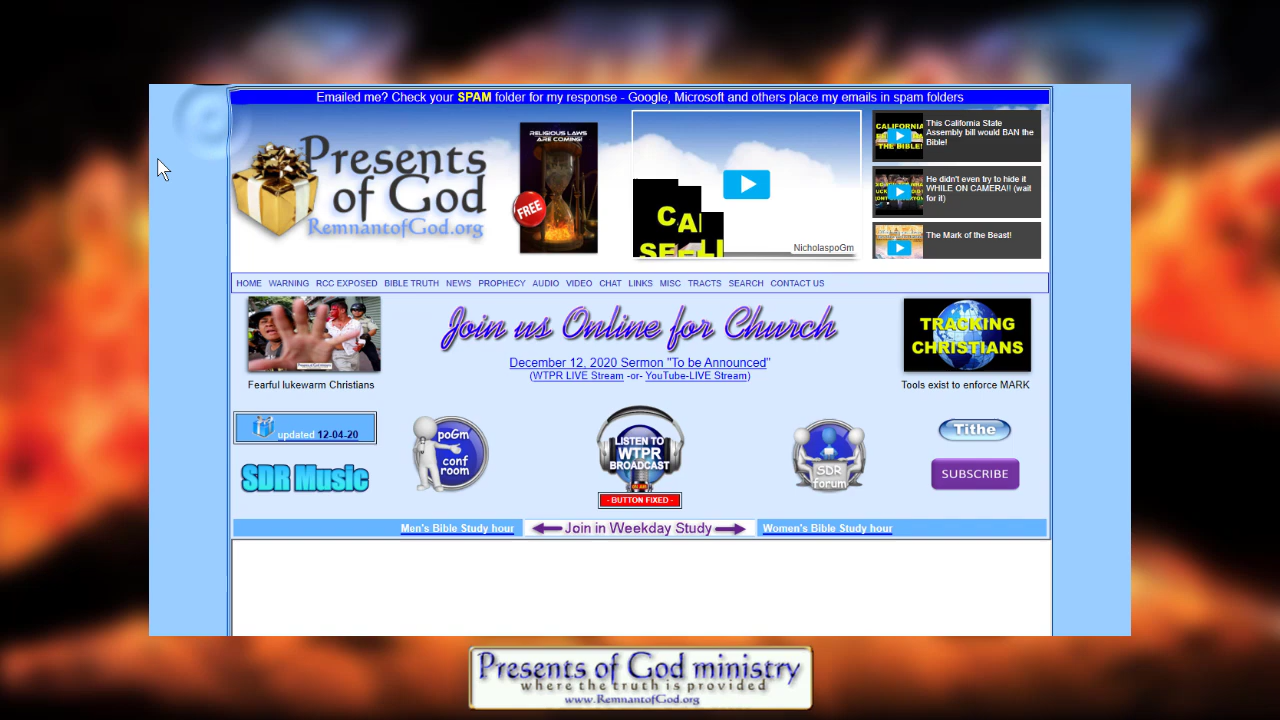 Emailed me? Check your SPAM folder for my response - Google, Microsoft and others place my emails in spam folders
Presents
of God
RemnantofGod.org
RELIGIOUS LAWS
ARE COMING!
FREE
CA
NicholaspoGm
CALIFORNIA
THE BIBLE!
This California State
Assembly bill would BAN the
Bible!
He didn't even try to hide it
WHILE ON CAMERA!! (wait
for it)
The Mark of the Beast!
HOME WARNING RCC EXPOSED BIBLE TRUTH NEWS PROPHECY AUDIO VIDEO CHAT LINKS MISC TRACTS SEARCH CONTACT US
Join us Online for Church
December 12, 2020 Sermon "To be Announced"
(WTPR LIVE Stream -or- YouTube-LIVE Stream)
Fearful lukewarm Christians
TRACKING
CHRISTIANS
Tools exist to enforce MARK
updated 12-04-20
SDR Music
poGm
conf
room
LISTEN TO
WTPR
BROADCAST
- BUTTON FIXED -
SDR
forum
Tithe
SUBSCRIBE
Men's Bible Study hour
Join in Weekday Study
Women's Bible Study hour
Presents of God ministry
where the truth is provided
www.RemnantofGod.org